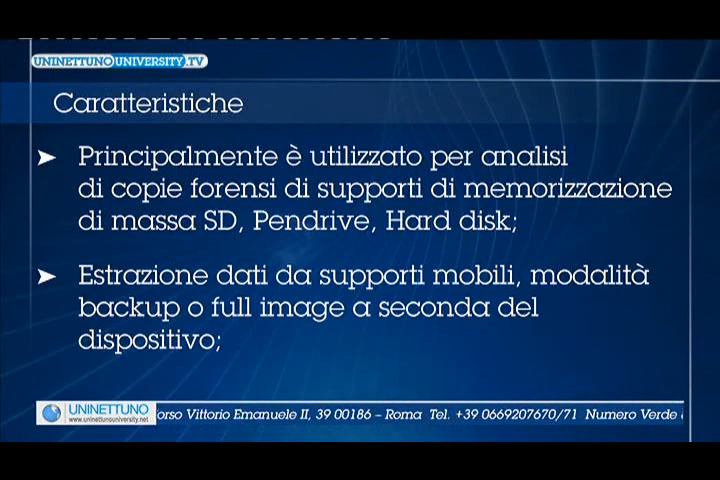 UNINETTUNOUNIVERSITY.TV
Caratteristiche
➤ Principalmente è utilizzato per analisi
di copie forensi di supporti di memorizzazione
di massa SD, Pendrive, Hard disk;
➤ Estrazione dati da supporti mobili, modalità
backup o full image a seconda del
dispositivo;
UNINETTUNO
www.uninettunouniversity.net
Vittorio Emanuele II, 39 00186 – Roma Tel. +39 0669207670/71 Numero Verde